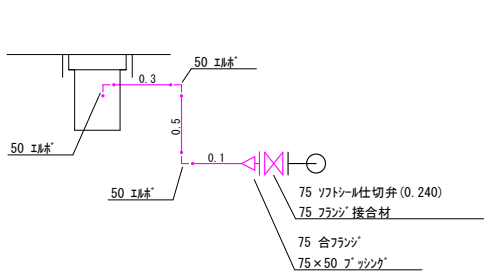 50 エルボ
0.3
50 エルボ
0.5
0.1
50 エルボ
75 ソフトシール仕切弁(0.240)
75 フランジ接合材
75 合フランジ
75×50 ブッシング